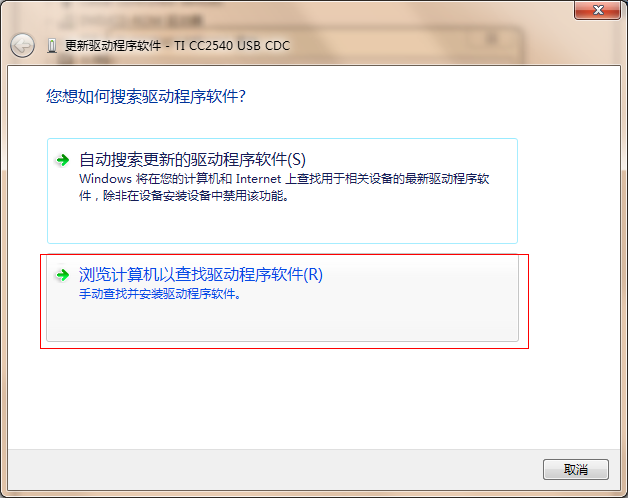 更新驱动程序软件 - TI CC2540 USB CDC
您想如何搜索驱动程序软件?
自动搜索更新的驱动程序软件(S)
Windows 将在您的计算机和 Internet 上查找用于相关设备的最新驱动程序软
件，除非在设备安装设备中禁用该功能。
浏览计算机以查找驱动程序软件(R)
手动查找并安装驱动程序软件。
取消